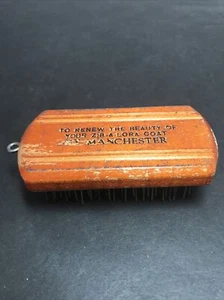 TO RENEW THE BEAUTY OF
YOUR ZIB-A-LORA COAT
MANCHESTER